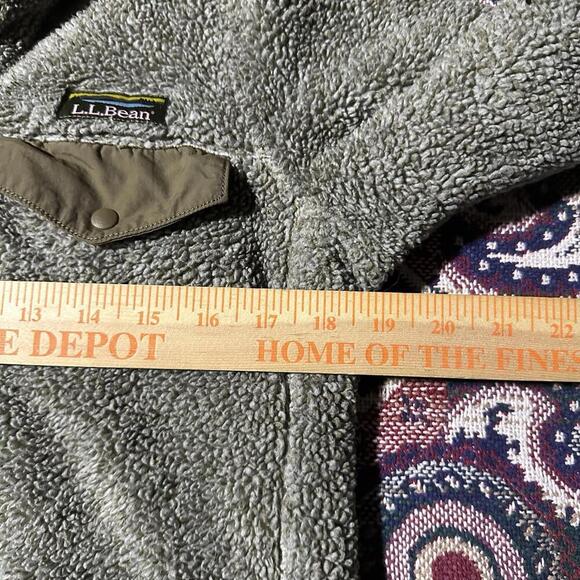 L.L.Bean
13 14 15 16 17 18 19 20 21 22
E DEPOT HOME OF THE FINES